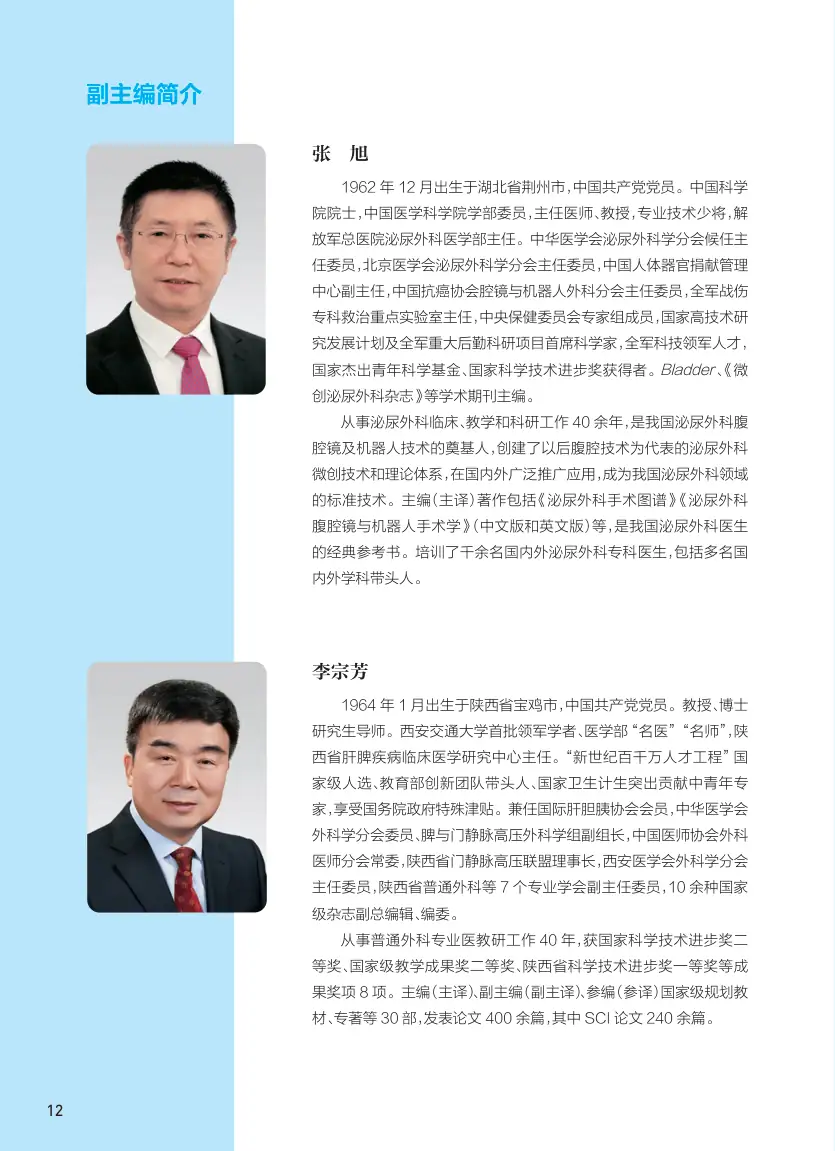 副主编简介
张　旭
1962 年 12 月出生于湖北省荆州市，中国共产党党员。中国科学
院院士，中国医学科学院学部委员，主任医师、教授，专业技术少将，解
放军总医院泌尿外科医学部主任。中华医学会泌尿外科学分会候任主
任委员，北京医学会泌尿外科学分会主任委员，中国人体器官捐献管理
中心副主任，中国抗癌协会腔镜与机器人外科分会主任委员，全军战伤
专科救治重点实验室主任，中央保健委员会专家组成员，国家高技术研
究发展计划及全军重大后勤科研项目首席科学家，全军科技领军人才，
国家杰出青年科学基金、国家科学技术进步奖获得者。Bladder、《微
创泌尿外科杂志》等学术期刊主编。
从事泌尿外科临床、教学和科研工作 40 余年，是我国泌尿外科腹
腔镜及机器人技术的奠基人，创建了以后腹腔技术为代表的泌尿外科
微创技术和理论体系，在国内外广泛推广应用，成为我国泌尿外科领域
的标准技术。主编（主译）著作包括《泌尿外科手术图谱》《泌尿外科
腹腔镜与机器人手术学》（中文版和英文版）等，是我国泌尿外科医生
的经典参考书。培训了千余名国内外泌尿外科专科医生，包括多名国
内外学科带头人。
李宗芳
1964 年 1 月出生于陕西省宝鸡市，中国共产党党员。教授、博士
研究生导师。西安交通大学首批领军学者、医学部“名医”“名师”，陕
西省肝脾疾病临床医学研究中心主任。“新世纪百千万人才工程”国
家级人选、教育部创新团队带头人、国家卫生计生突出贡献中青年专
家，享受国务院政府特殊津贴。兼任国际肝胆胰协会会员，中华医学会
外科学分会委员、脾与门静脉高压外科学组副组长，中国医师协会外科
医师分会常委，陕西省门静脉高压联盟理事长，西安医学会外科学分会
主任委员，陕西省普通外科等 7 个专业学会副主任委员，10 余种国家
级杂志副总编辑、编委。
从事普通外科专业医教研工作 40 年，获国家科学技术进步奖二
等奖、国家级教学成果奖二等奖、陕西省科学技术进步奖一等奖等成
果奖项 8 项。主编（主译）、副主编（副主译）、参编（参译）国家级规划教
材、专著等 30 部，发表论文 400 余篇，其中 SCI 论文 240 余篇。
12